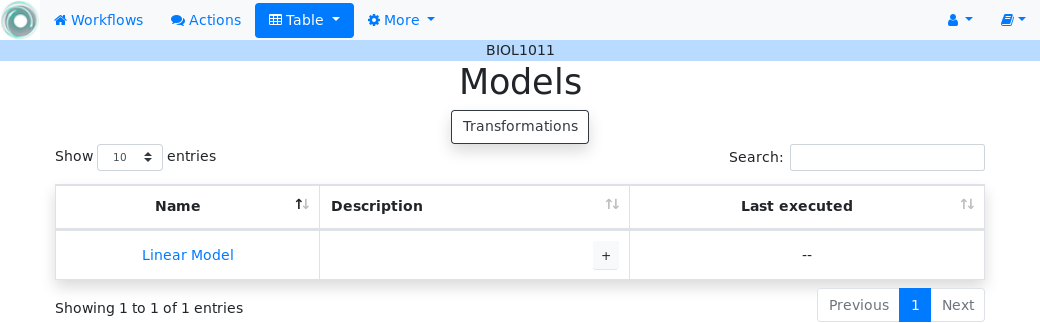 Workflows Actions Table More
BIOL1011
Models
Transformations
Show 10 entries Search:
Name Description Last executed
Linear Model + --
Showing 1 to 1 of 1 entries Previous 1 Next